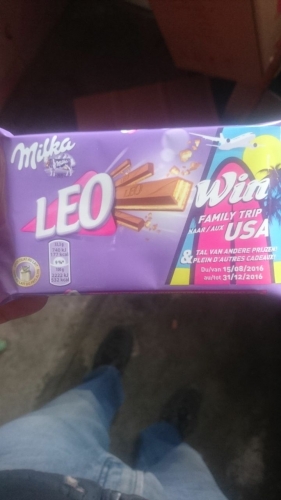 Milka
LEO
Win
FAMILY TRIP
NAAR / AUX USA
& TAL VAN ANDERE PRIJZEN
PLEIN D'AUTRES CADEAUX
Du/van 15/08/2016
au/tot 31/12/2016